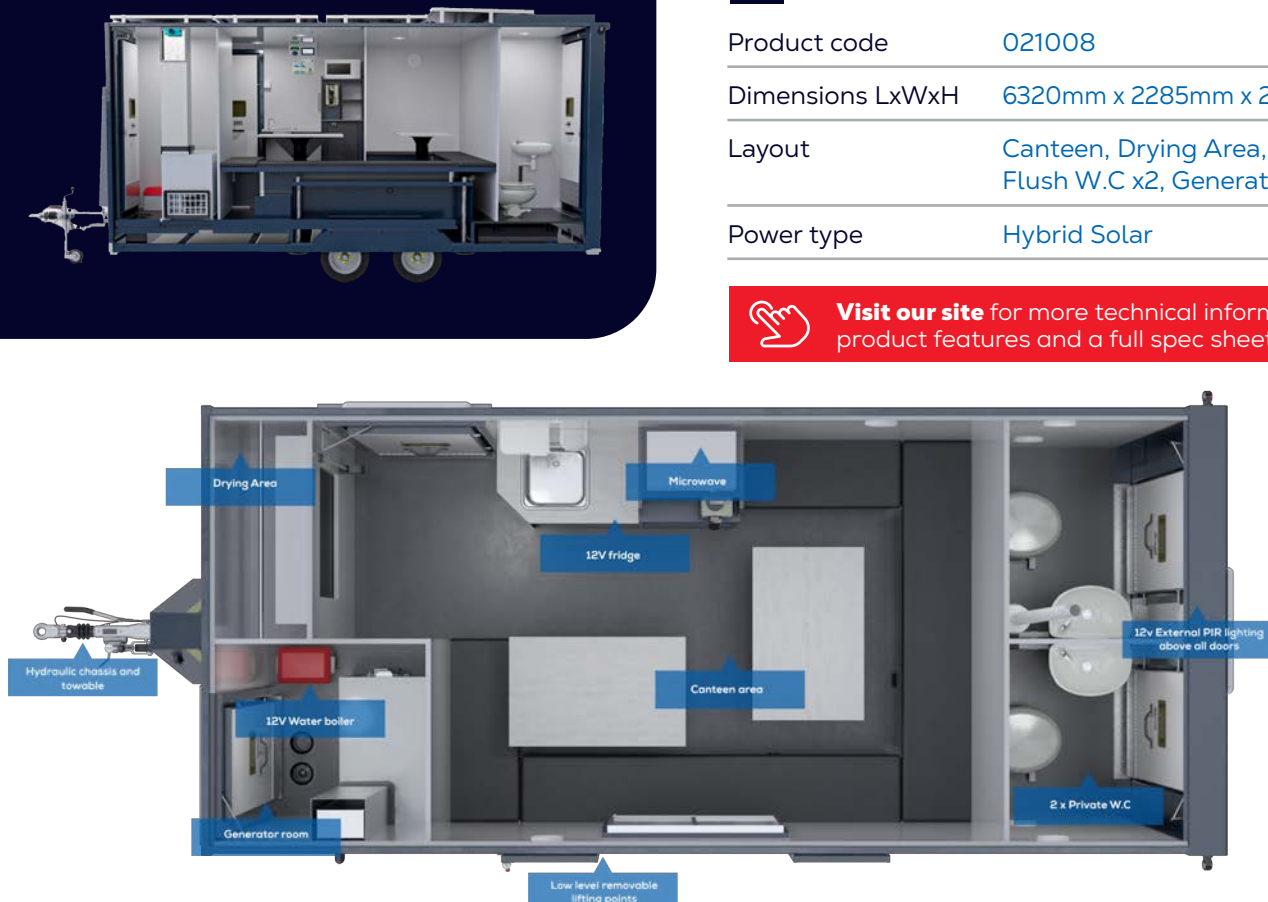 Product code 021008
Dimensions LxWxH 6320mm x 2285mm x 2
Layout Canteen, Drying Area,
Flush W.C x2, Generat
Power type Hybrid Solar
Visit our site for more technical inform
product features and a full spec sheet
Drying Area
Microwave
12V fridge
12v External PIR lighting
above all doors
Hydraulic chassis and
towable
Canteen area
12V Water boiler
2 x Private W.C
Generator room
Low level removable
lifting points